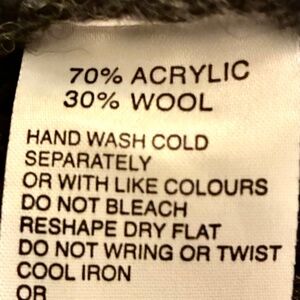 70% ACRYLIC
30% WOOL
HAND WASH COLD
SEPARATELY
OR WITH LIKE COLOURS
DO NOT BLEACH
RESHAPE DRY FLAT
DO NOT WRING OR TWIST
COOL IRON
OR